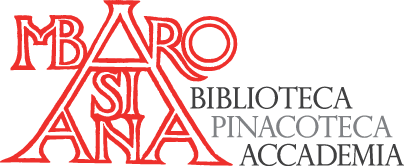 AMBRO
SI
ANA
BIBLIOTECA
PINACOTECA
ACCADEMIA